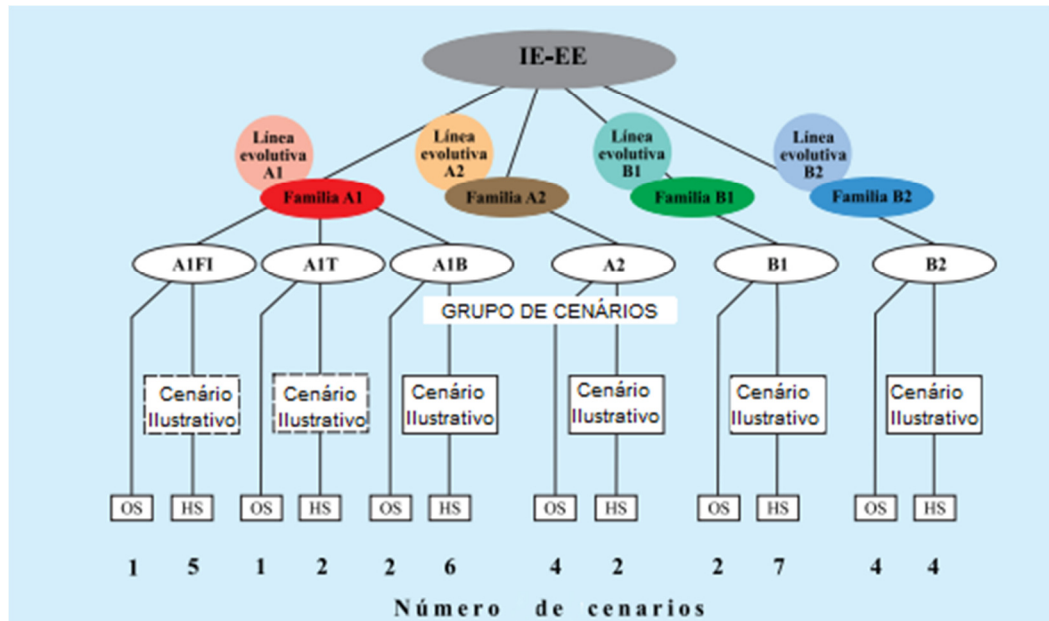 IE-EE
Línea
evolutiva
A1
Línea
evolutiva
A2
Línea
evolutiva
B1
Línea
evolutiva
B2
Familia A1
Familia A2
Familia B1
Familia B2
A1FI
A1T
A1B
A2
B1
B2
GRUPO DE CENÁRIOS
Cenário
Ilustrativo
Cenário
Ilustrativo
Cenário
Ilustrativo
Cenário
Ilustrativo
Cenário
Ilustrativo
Cenário
Ilustrativo
OS HS OS HS OS HS OS HS OS HS OS HS
1 5 1 2 2 6 4 2 2 7 4 4
Número de cenarios